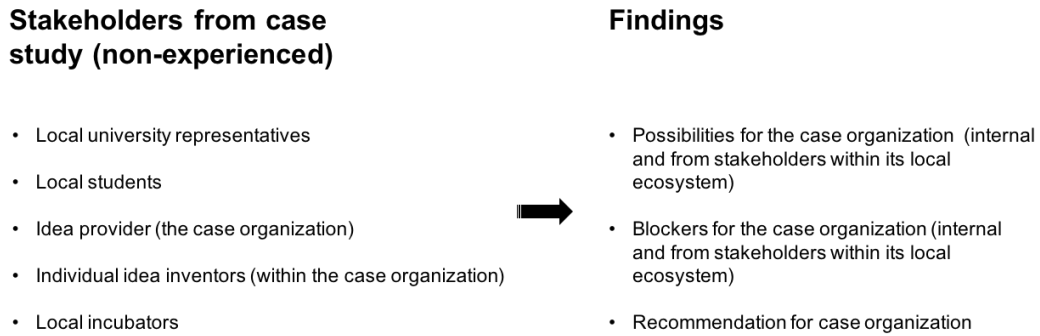 Stakeholders from case
study (non-experienced)
• Local university representatives
• Local students
• Idea provider (the case organization)
• Individual idea inventors (within the case organization)
• Local incubators
Findings
• Possibilities for the case organization (internal
and from stakeholders within its local
ecosystem)
• Blockers for the case organization (internal
and from stakeholders within its local
ecosystem)
• Recommendation for case organization